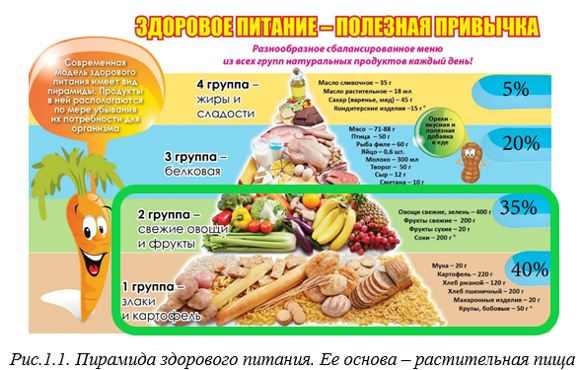 ЗДОРОВОЕ ПИТАНИЕ – ПОЛЕЗНАЯ ПРИВЫЧКА
Разнообразное сбалансированное меню
из всех групп натуральных продуктов каждый день!
Современная
модель здорового
питания имеет вид
пирамиды. Продукты
в ней располагаются
по мере убывания
их потребности для
организма
4 группа –
жиры и
сладости
Масло сливочное – 35 г
Масло растительное – 18 мл
Сахар (варенье, мед) – 45 г
Кондитерские изделия –15 г*
5%
3 группа –
белковая
Мясо – 71-88 г
Птица – 50 г
Рыба филе – 60 г
Яйцо – 0,6 шт.
Молоко – 300 мл
Творог – 50 г
Сыр – 12 г
Сметана – 10 г
Орехи -
вкусная и
полезная
добавка
к еде
20%
2 группа –
свежие овощи
и фрукты
Овощи свежие, зелень – 400 г
Фрукты свежие – 200 г
Фрукты сухие – 20 г
Соки – 200 г *
35%
1 группа –
злаки
и картофель
Мука – 20 г
Картофель – 220 г
Хлеб ржаной – 120 г
Хлеб пшеничный – 200 г
Макаронные изделия – 20 г
Крупы, бобовые – 50 г *
40%
Рис.1.1. Пирамида здорового питания. Ее основа – растительная пища